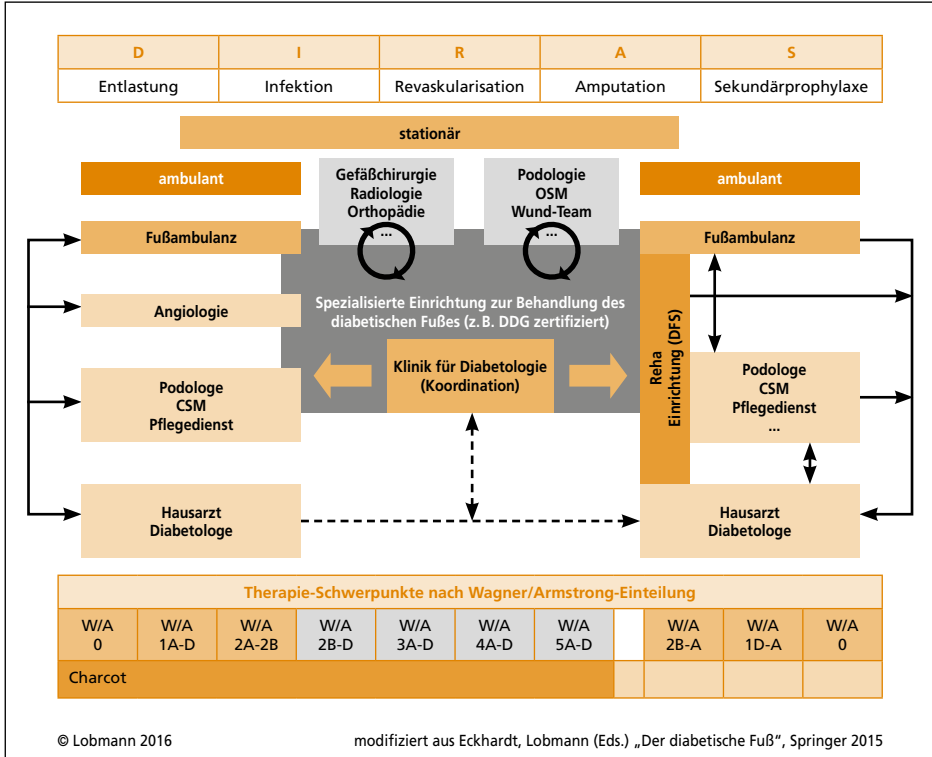 D I R A S
Entlastung Infektion Revaskularisation Amputation Sekundärprophylaxe
stationär
ambulant
Gefäßchirurgie
Radiologie
Orthopädie
...
Podologie
OSM
Wund-Team
...
ambulant
Fußambulanz
Fußambulanz
Angiologie
Spezialisierte Einrichtung zur Behandlung des
diabetischen Fußes (z. B. DDG zertifiziert)
Klinik für Diabetologie
(Koordination)
Reha
Einrichtung (DFS)
Podologe
CSM
Pflegedienst
Podologe
CSM
Pflegedienst
...
Hausarzt
Diabetologe
Hausarzt
Diabetologe
Therapie-Schwerpunkte nach Wagner/Armstrong-Einteilung
W/A W/A W/A W/A W/A W/A W/A W/A W/A W/A
0 1A-D 2A-2B 2B-D 3A-D 4A-D 5A-D 2B-A 1D-A 0
Charcot
© Lobmann 2016 modifiziert aus Eckhardt, Lobmann (Eds.) „Der diabetische Fuß“, Springer 2015